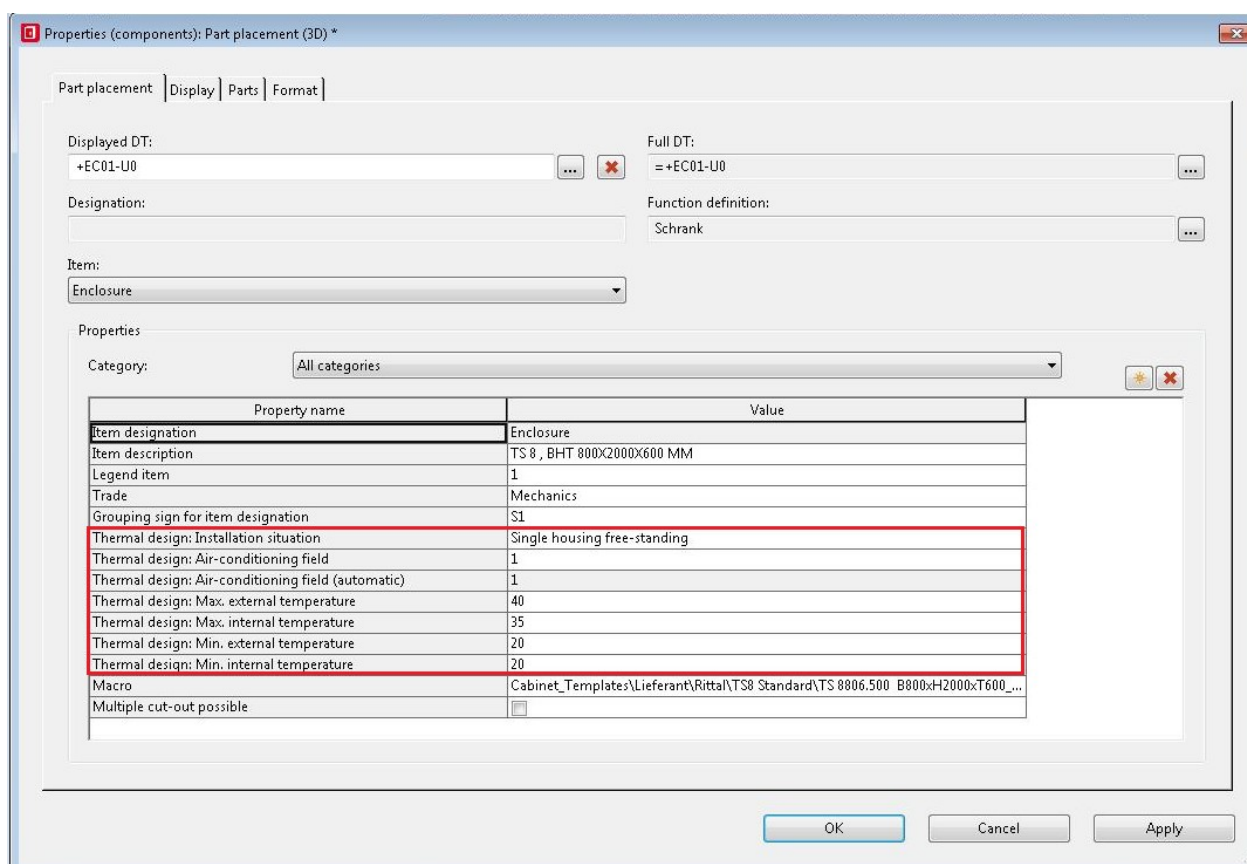 Properties (components): Part placement (3D) *
Part placement Display Parts Format
Displayed DT: Full DT:
+EC01-U0 ... =+EC01-U0 ...
Designation: Function definition:
Schrank ...
Item:
Enclosure
Properties
Category: All categories
Property name Value
Item designation Enclosure
Item description TS 8 , BHT 800X2000X600 MM
Legend item 1
Trade Mechanics
Grouping sign for item designation S1
Thermal design: Installation situation Single housing free-standing
Thermal design: Air-conditioning field 1
Thermal design: Air-conditioning field (automatic) 1
Thermal design: Max. external temperature 40
Thermal design: Max. internal temperature 35
Thermal design: Min. external temperature 20
Thermal design: Min. internal temperature 20
Macro Cabinet_Templates\Lieferant\Rittal\TS8 Standard\TS 8806.500 B800xH2000xT600_...
Multiple cut-out possible
OK Cancel Apply